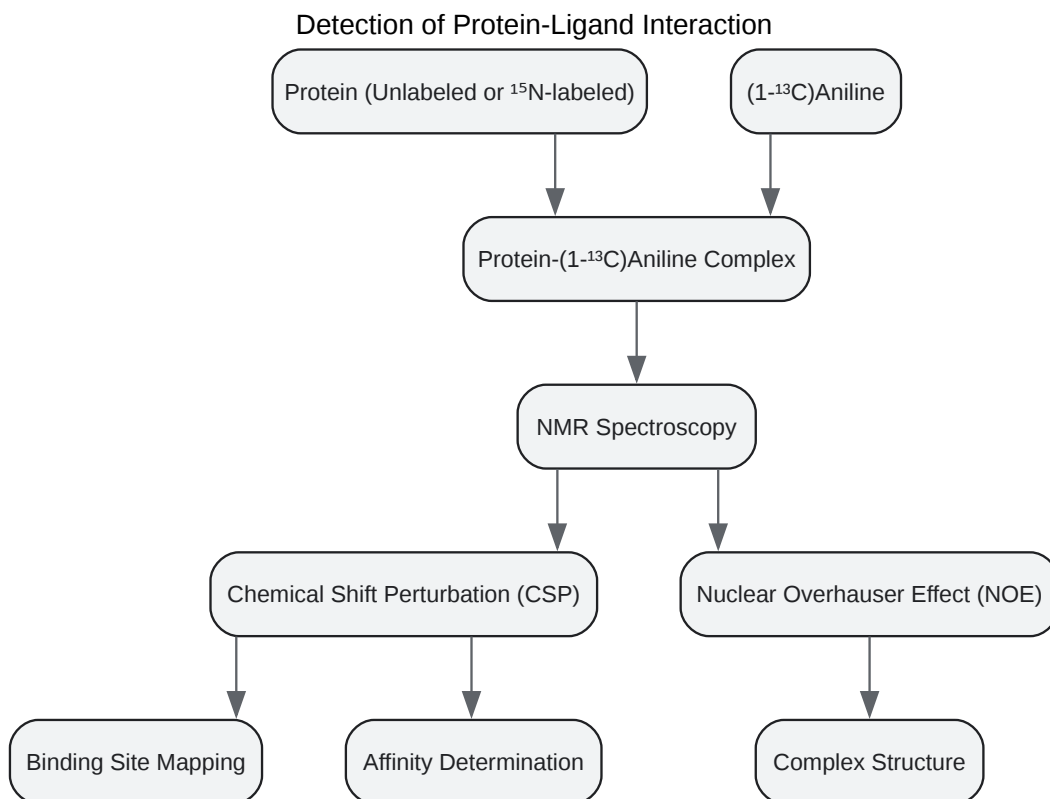 Detection of Protein-Ligand Interaction
Protein (Unlabeled or ¹⁵N-labeled)
(1-¹³C)Aniline
Protein-(1-¹³C)Aniline Complex
NMR Spectroscopy
Chemical Shift Perturbation (CSP)
Nuclear Overhauser Effect (NOE)
Binding Site Mapping
Affinity Determination
Complex Structure